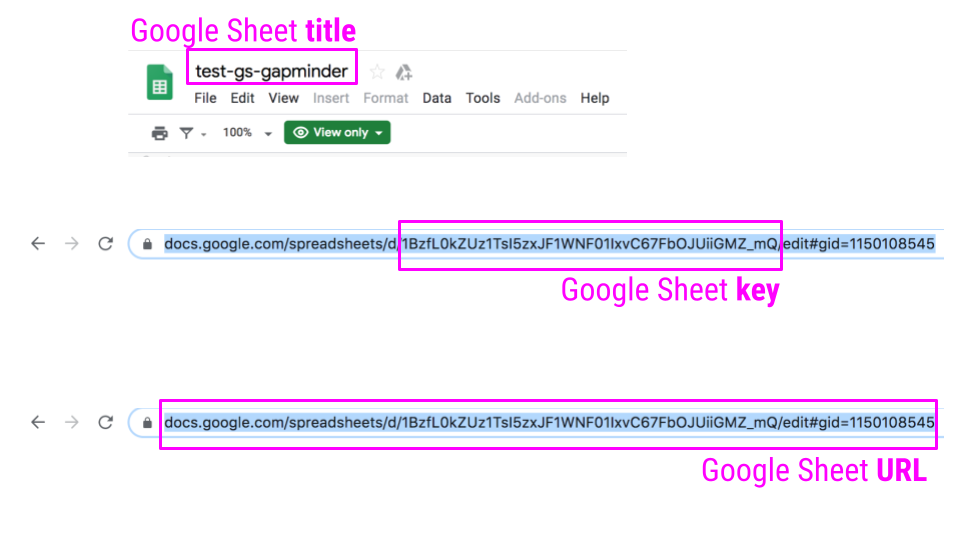 Google Sheet title
test-gs-gapminder
File Edit View Insert Format Data Tools Add-ons Help
100% View only
docs.google.com/spreadsheets/d/1BzfL0kZUz1TsI5zxJF1WNF01IxvC67FbOJUiiGMZ_mQ/edit#gid=1150108545
Google Sheet key
docs.google.com/spreadsheets/d/1BzfL0kZUz1TsI5zxJF1WNF01IxvC67FbOJUiiGMZ_mQ/edit#gid=1150108545
Google Sheet URL